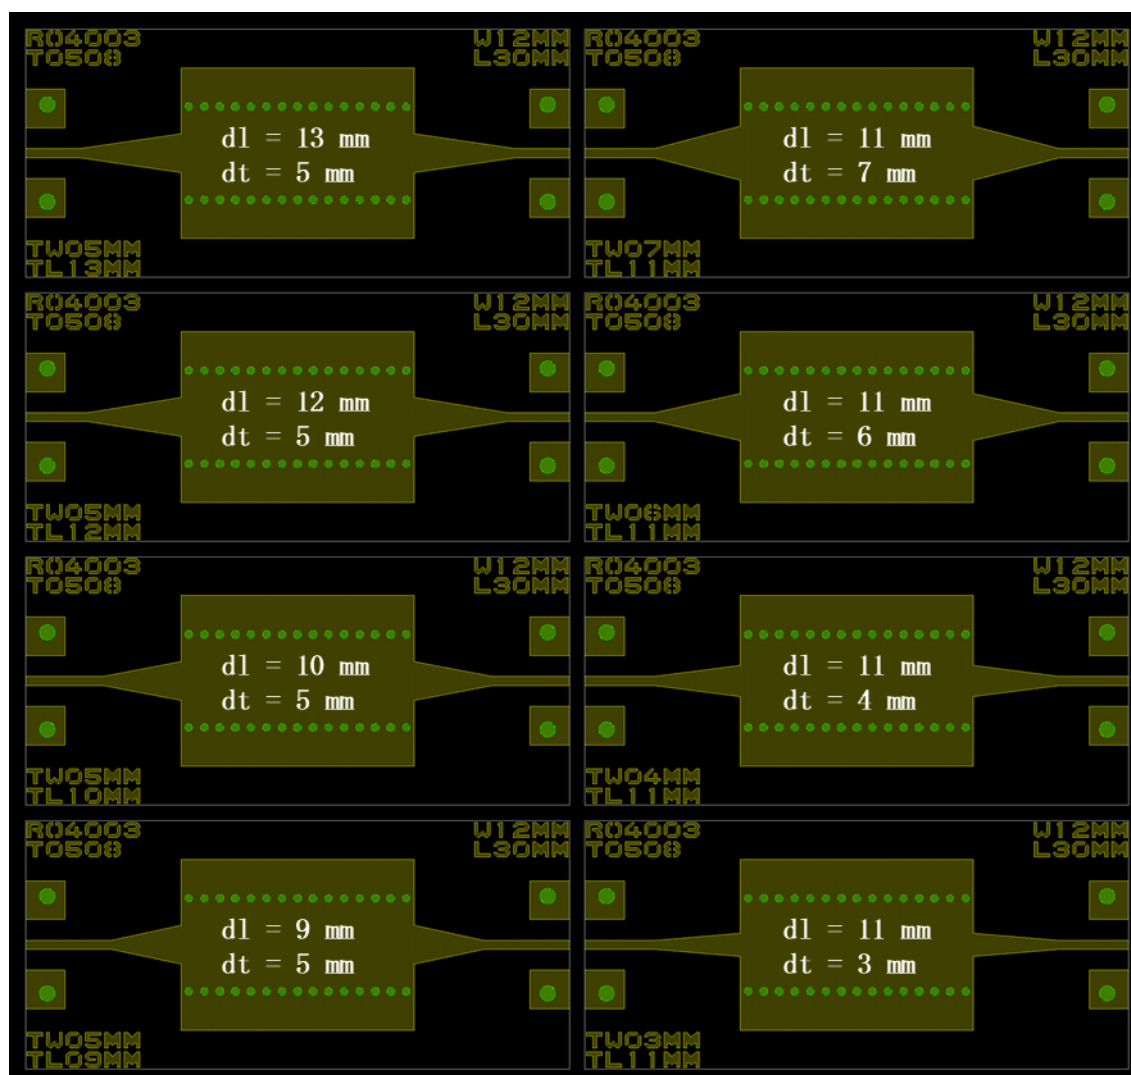 RO4003 W12MM
TO508 L30MM
dl = 13 mm
dt = 5 mm
TW05MM
TL13MM
RO4003 W12MM
TO508 L30MM
dl = 11 mm
dt = 7 mm
TW07MM
TL11MM
RO4003 W12MM
TO508 L30MM
dl = 12 mm
dt = 5 mm
TW05MM
TL12MM
RO4003 W12MM
TO508 L30MM
dl = 11 mm
dt = 6 mm
TW06MM
TL11MM
RO4003 W12MM
TO508 L30MM
dl = 10 mm
dt = 5 mm
TW05MM
TL10MM
RO4003 W12MM
TO508 L30MM
dl = 11 mm
dt = 4 mm
TW04MM
TL11MM
RO4003 W12MM
TO508 L30MM
dl = 9 mm
dt = 5 mm
TW05MM
TL09MM
RO4003 W12MM
TO508 L30MM
dl = 11 mm
dt = 3 mm
TW03MM
TL11MM